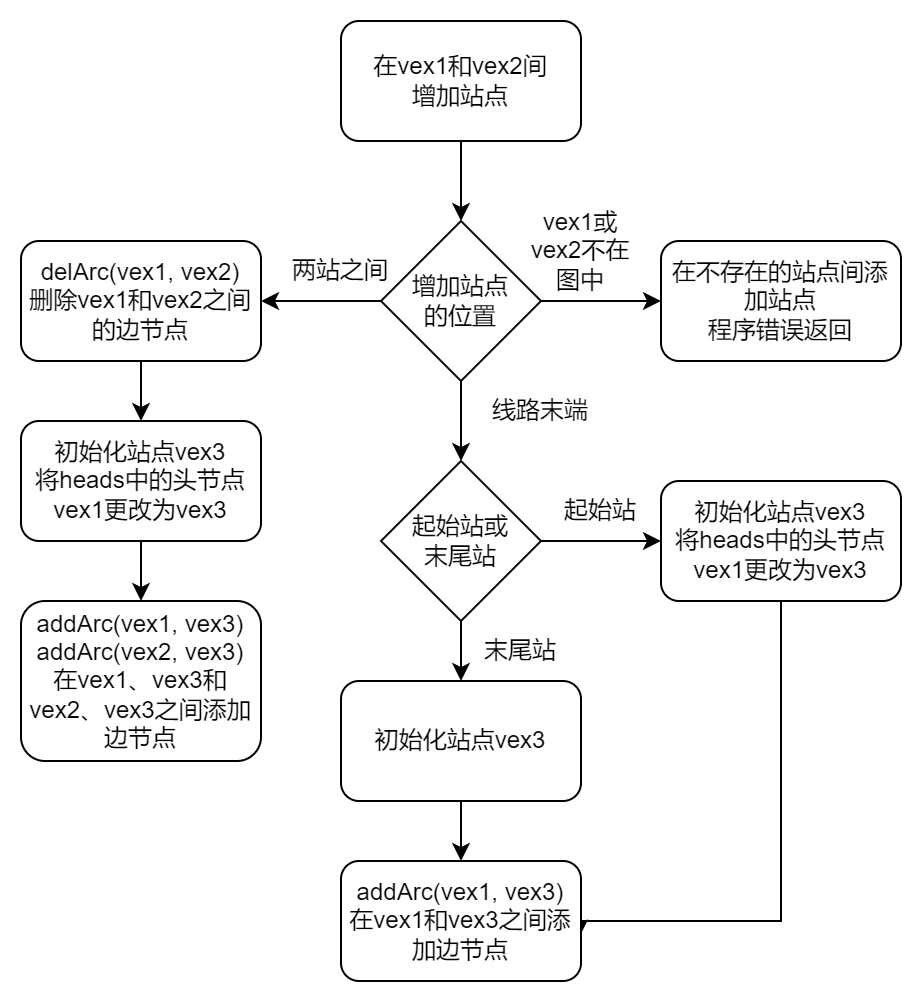 在vex1和vex2间
增加站点
vex1或
vex2不在
图中
两站之间
delArc(vex1, vex2)
删除vex1和vex2之间
的边节点
增加站点
的位置
在不存在的站点间添
加站点
程序错误返回
线路末端
初始化站点vex3
将heads中的头节点
vex1更改为vex3
起始站或
末尾站
起始站
初始化站点vex3
将heads中的头节点
vex1更改为vex3
addArc(vex1, vex3)
addArc(vex2, vex3)
在vex1、vex3和
vex2、vex3之间添加
边节点
末尾站
初始化站点vex3
addArc(vex1, vex3)
在vex1和vex3之间添
加边节点